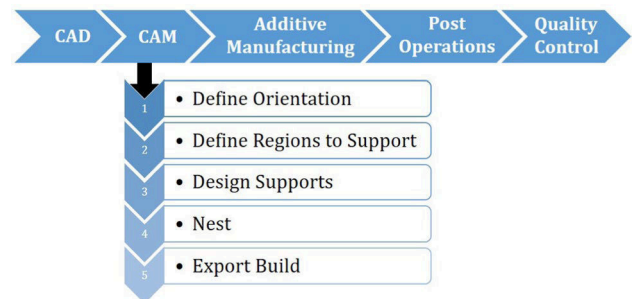 CAD
CAM
Additive
Manufacturing
Post
Operations
Quality
Control
1
• Define Orientation
2
• Define Regions to Support
3
• Design Supports
4
• Nest
5
• Export Build